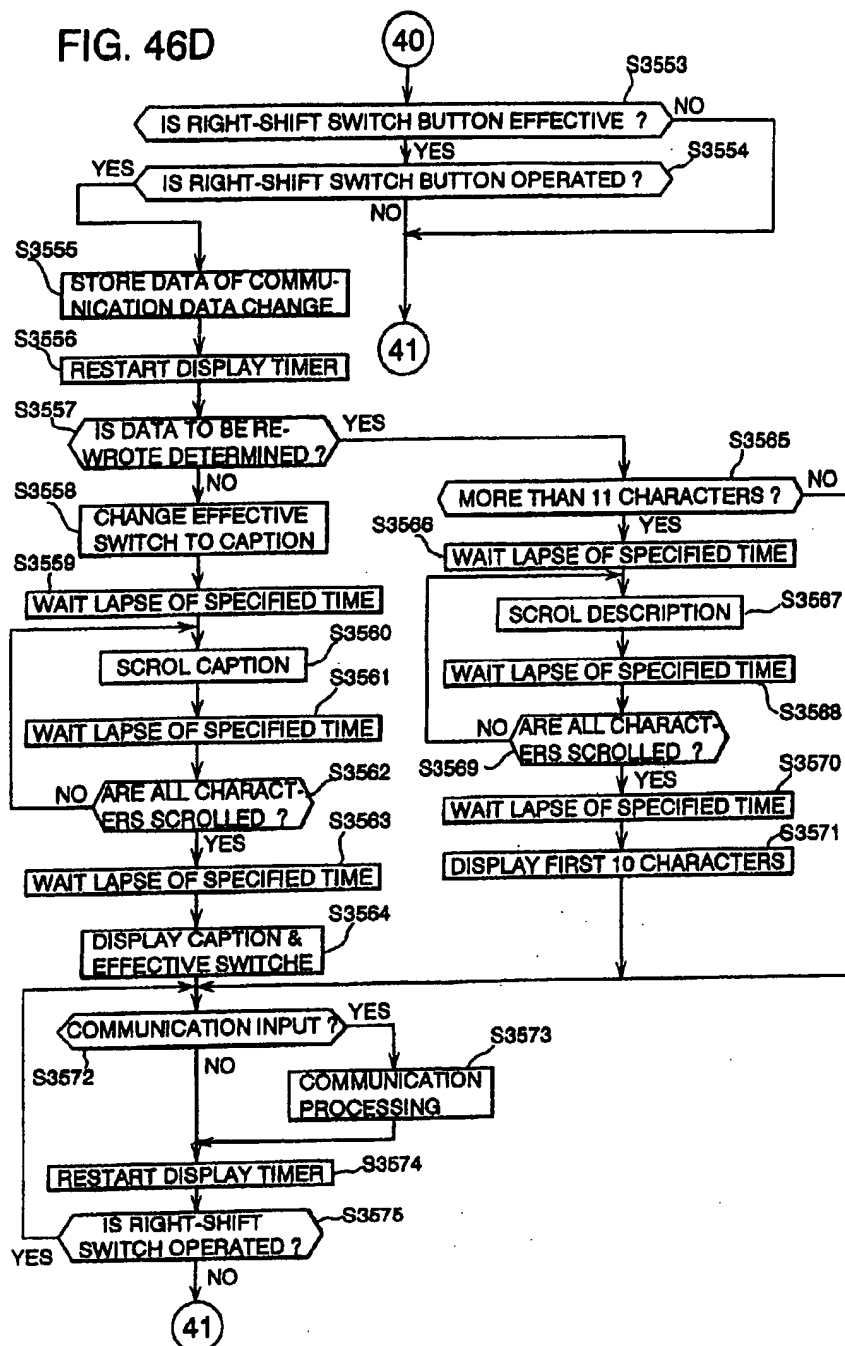 FIG. 46D
40
S3553
IS RIGHT-SHIFT SWITCH BUTTON EFFECTIVE ?
NO
YES
S3554
YES
IS RIGHT-SHIFT SWITCH BUTTON OPERATED ?
NO
S3555
STORE DATA OF COMMU-
NICATION DATA CHANGE
41
S3556
RESTART DISPLAY TIMER
S3557
IS DATA TO BE RE-
WROTE DETERMINED ?
YES
NO
S3558
CHANGE EFFECTIVE
SWITCH TO CAPTION
S3559
WAIT LAPSE OF SPECIFIED TIME
S3560
SCROL CAPTION
S3561
WAIT LAPSE OF SPECIFIED TIME
S3562
NO
ARE ALL CHARACT-
ERS SCROLLED ?
YES
S3563
WAIT LAPSE OF SPECIFIED TIME
S3564
DISPLAY CAPTION &
EFFECTIVE SWITCHE
S3565
MORE THAN 11 CHARACTERS ?
NO
YES
S3566
WAIT LAPSE OF SPECIFIED TIME
S3567
SCROL DESCRIPTION
WAIT LAPSE OF SPECIFIED TIME
S3568
NO
ARE ALL CHARACT-
ERS SCROLLED ?
S3569
YES
S3570
WAIT LAPSE OF SPECIFIED TIME
S3571
DISPLAY FIRST 10 CHARACTERS
COMMUNICATION INPUT ?
YES
S3572
NO
S3573
COMMUNICATION
PROCESSING
RESTART DISPLAY TIMER
S3574
IS RIGHT-SHIFT
SWITCH OPERATED ?
S3575
YES
NO
41